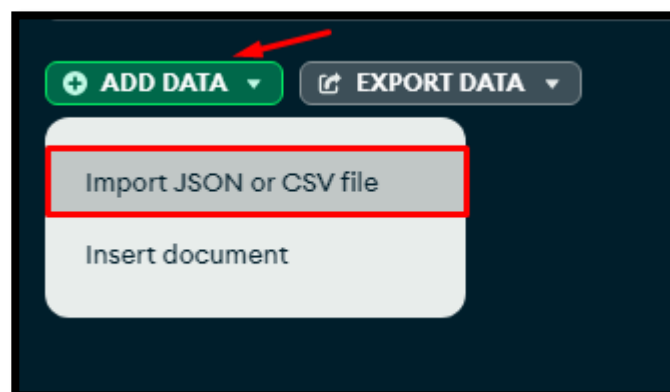 ADD DATA EXPORT DATA
Import JSON or CSV file
Insert document